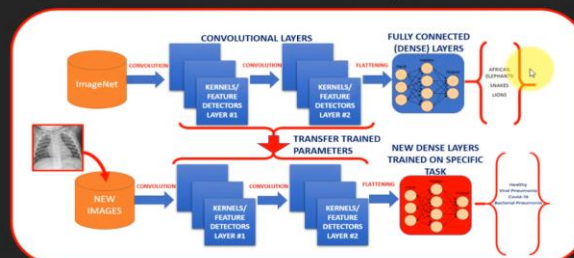 CONVOLUTIONAL LAYERS
FULLY CONNECTED
(DENSE) LAYERS
CONVOLUTION
CONVOLUTION
FLATTENING
ImageNet
KERNELS/
FEATURE
DETECTORS
LAYER #1
KERNELS/
FEATURE
DETECTORS
LAYER #2
AFRICAN
ELEPHANTS
SNAKES
LIONS
TRANSFER TRAINED
PARAMETERS
NEW DENSE LAYERS
TRAINED ON SPECIFIC
TASK
CONVOLUTION
CONVOLUTION
FLATTENING
NEW
IMAGES
KERNELS/
FEATURE
DETECTORS
LAYER #1
KERNELS/
FEATURE
DETECTORS
LAYER #2
Healthy
Viral Pneumonia
Covid-19
Bacterial Pneumonia